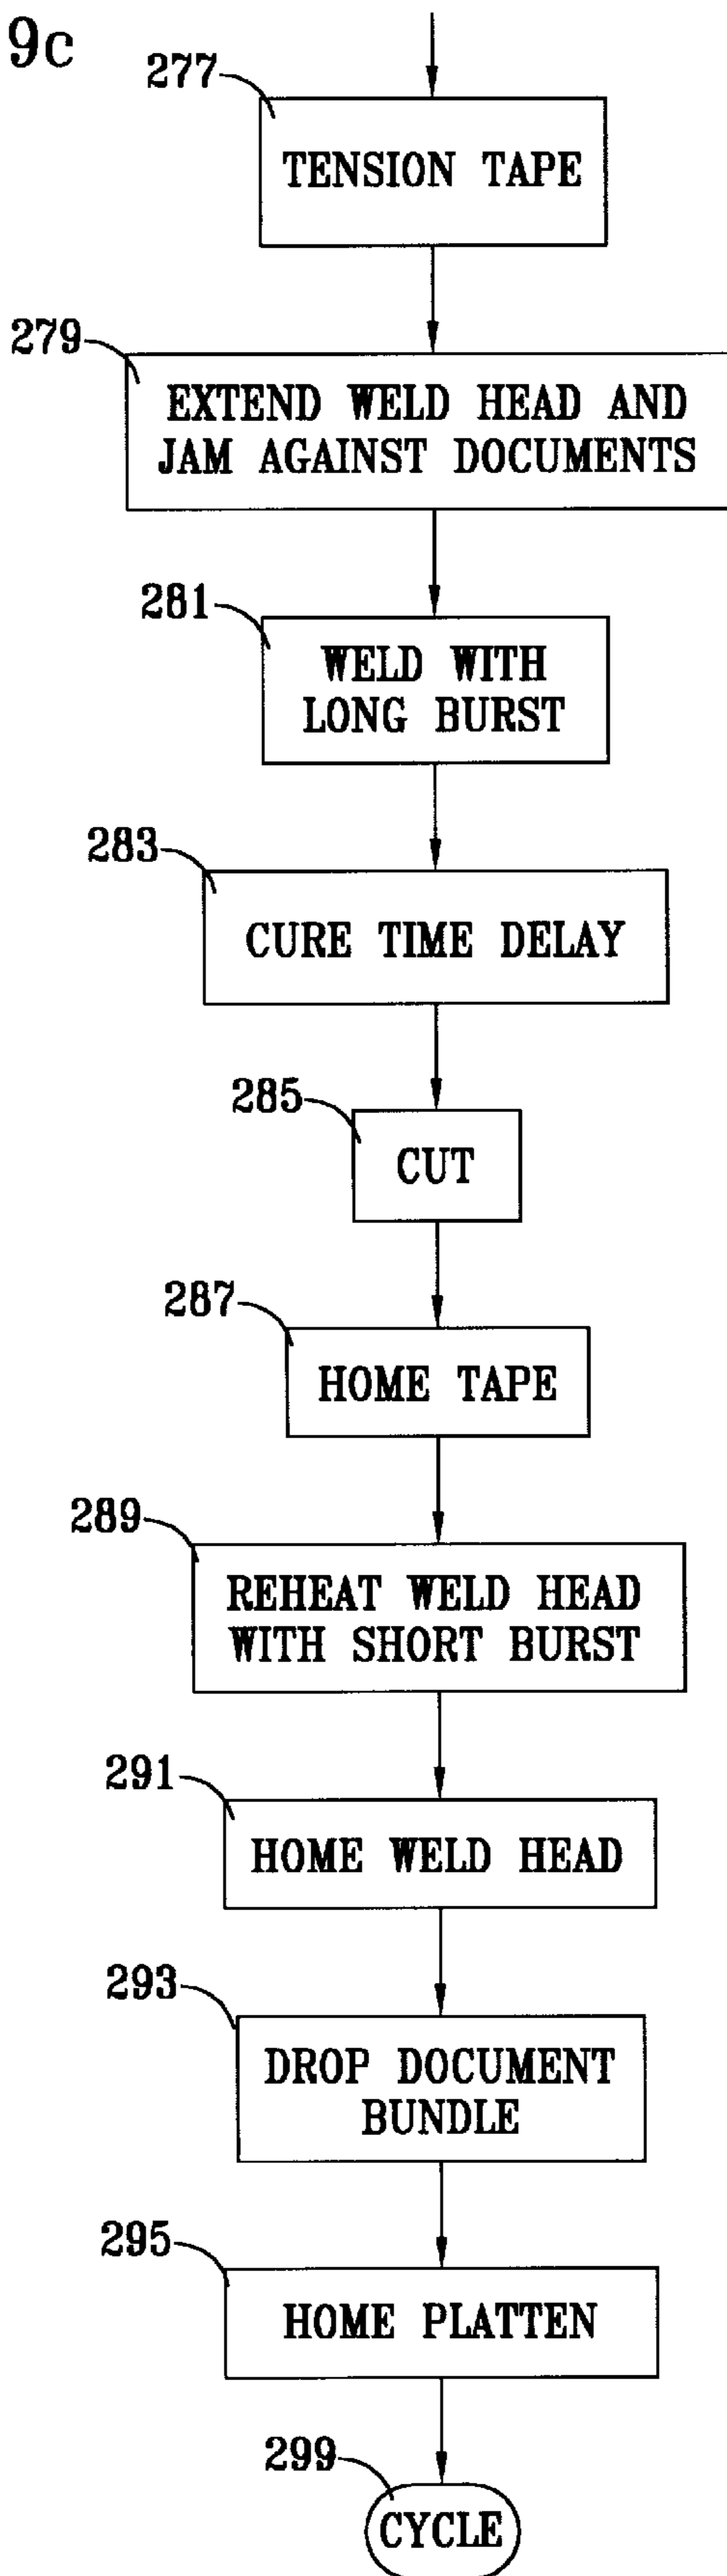 9c
277
TENSION TAPE
279
EXTEND WELD HEAD AND
JAM AGAINST DOCUMENTS
281
WELD WITH
LONG BURST
283
CURE TIME DELAY
285
CUT
287
HOME TAPE
289
REHEAT WELD HEAD
WITH SHORT BURST
291
HOME WELD HEAD
293
DROP DOCUMENT
BUNDLE
295
HOME PLATTEN
299
CYCLE